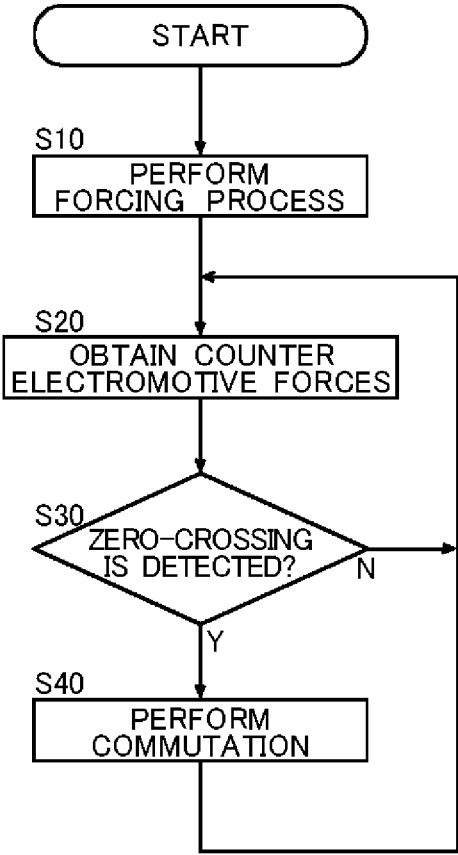 START
S10
PERFORM
FORCING PROCESS
S20
OBTAIN COUNTER
ELECTROMOTIVE FORCES
S30
ZERO-CROSSING
IS DETECTED?
N
Y
S40
PERFORM
COMMUTATION